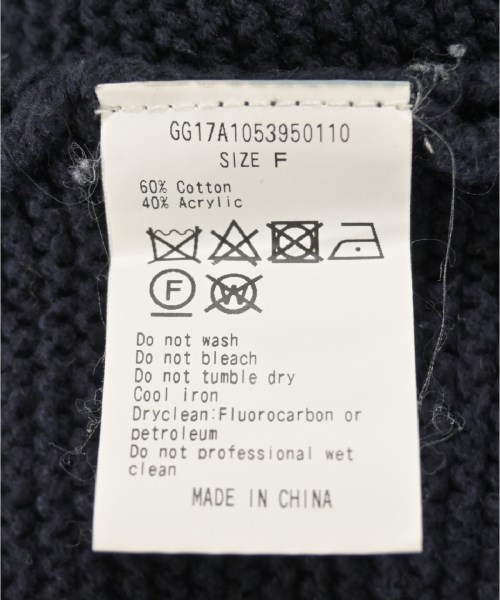 GG17A1053950110
SIZE F
60% Cotton
40% Acrylic
F W
Do not wash
Do not bleach
Do not tumble dry
Cool iron
Dryclean:Fluorocarbon or
petroleum
Do not professional wet
clean
MADE IN CHINA